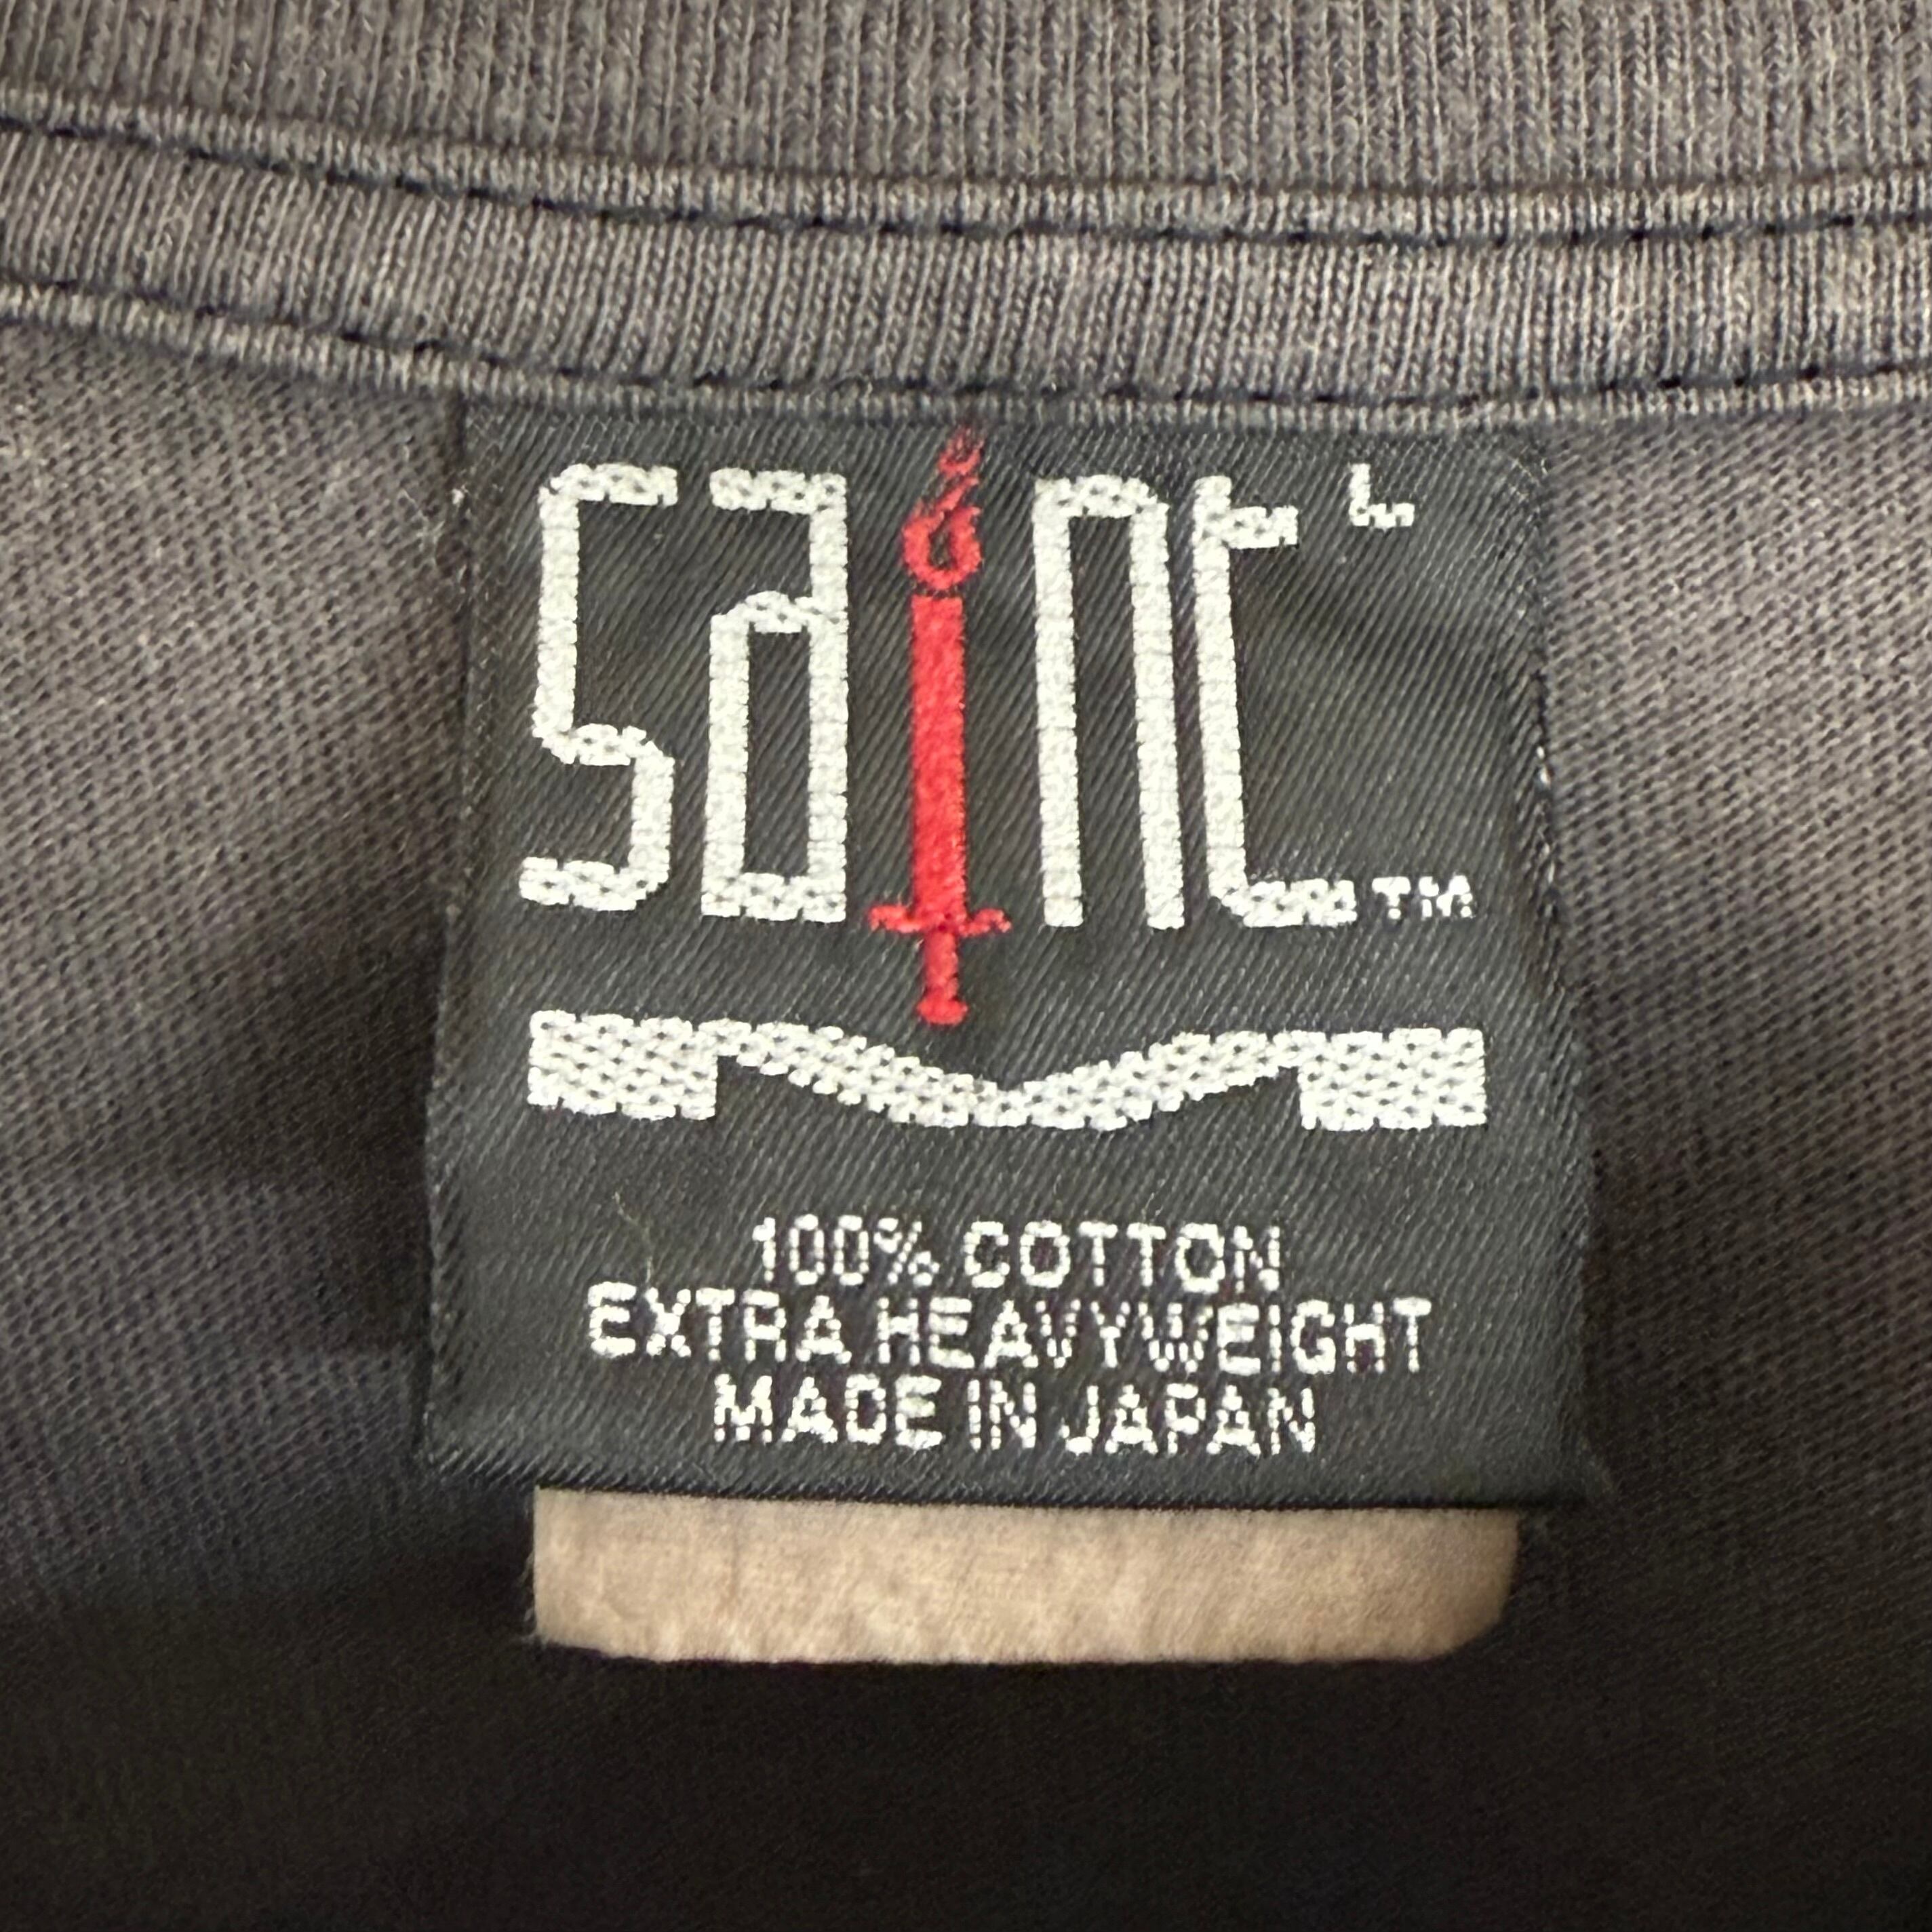 saint L
TM
100% COTTON
EXTRA HEAVYWEIGHT
MADE IN JAPAN